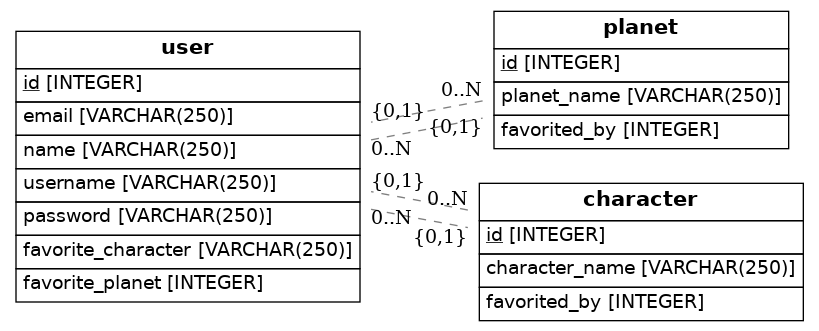 user
id [INTEGER]
email [VARCHAR(250)]
name [VARCHAR(250)]
username [VARCHAR(250)]
password [VARCHAR(250)]
favorite_character [VARCHAR(250)]
favorite_planet [INTEGER]
{0,1}
0..N
0..N
{0,1}
{0,1}
0..N
0..N
{0,1}
planet
id [INTEGER]
planet_name [VARCHAR(250)]
favorited_by [INTEGER]
character
id [INTEGER]
character_name [VARCHAR(250)]
favorited_by [INTEGER]